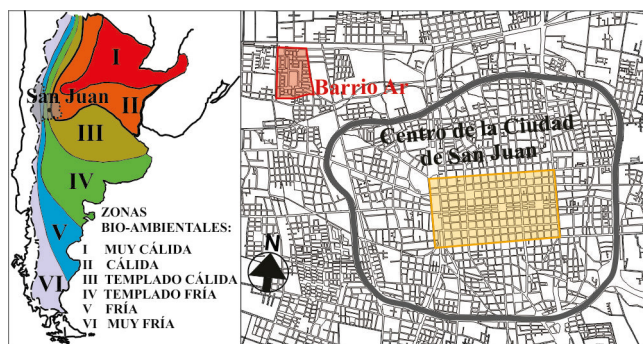 I
San Juan
II
III
IV
V
VI
ZONAS
BIO-AMBIENTALES:
I MUY CÁLIDA
II CÁLIDA
III TEMPLADO CÁLIDA
IV TEMPLADO FRÍA
V FRÍA
VI MUY FRÍA
Barrio Ar
Centro de la Ciudad
de San Juan
N